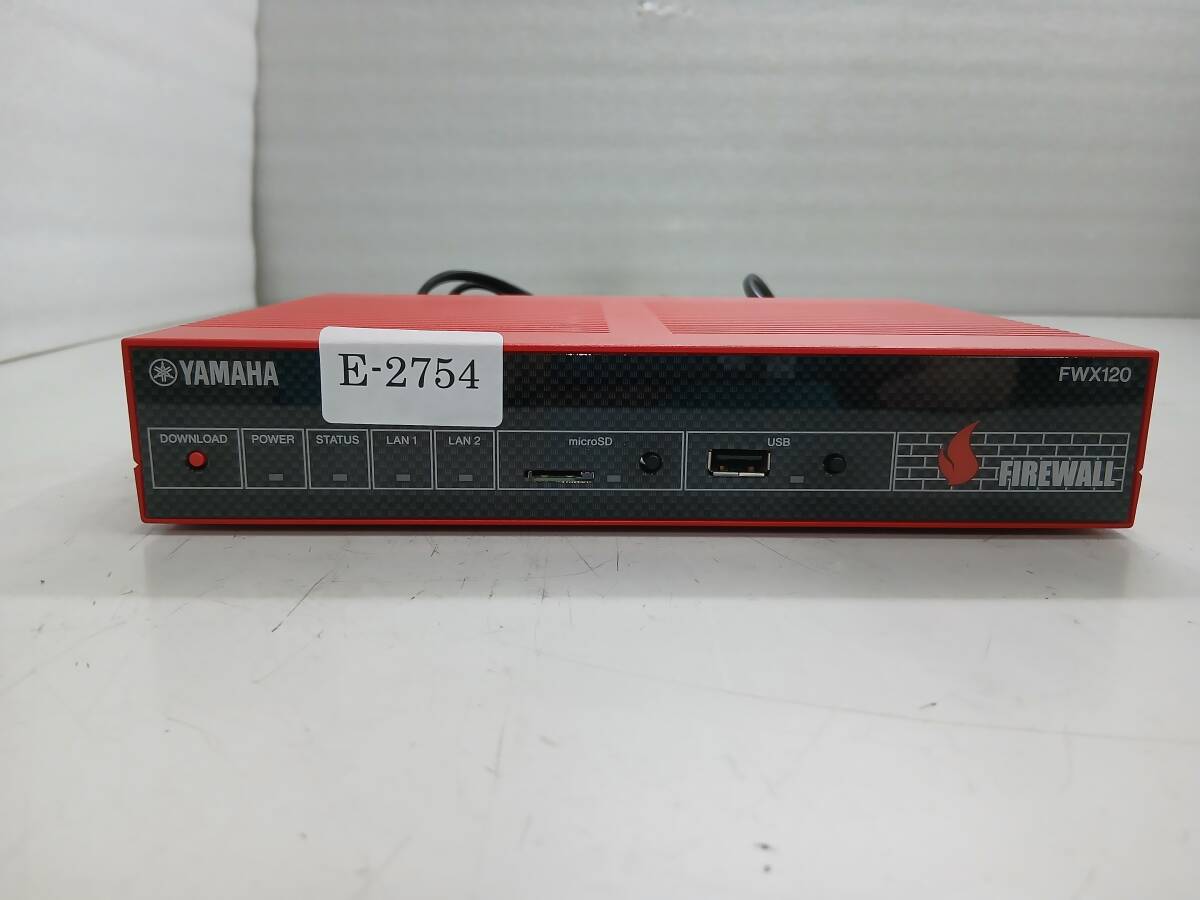 YAMAHA
E-2754
FWX120
DOWNLOAD
POWER
STATUS
LAN 1
LAN 2
microSD
USB
FIREWALL